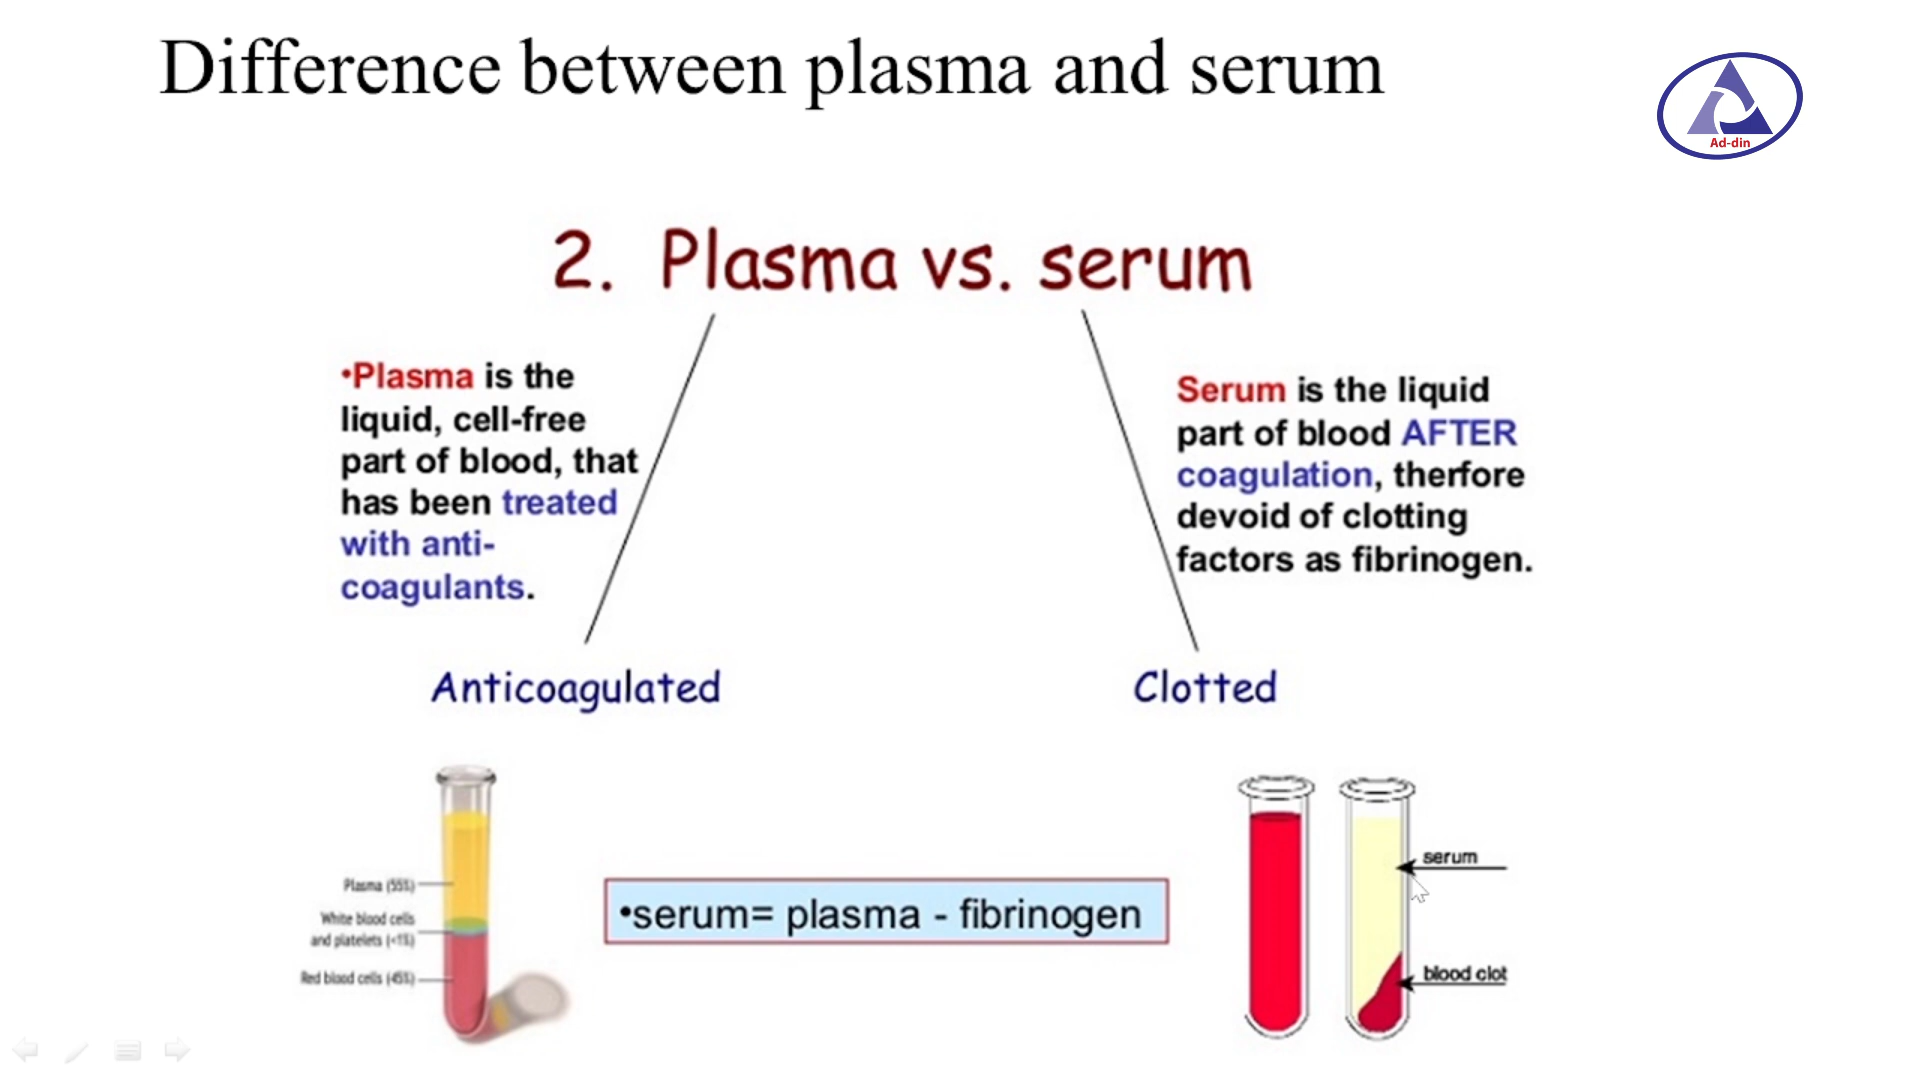 Difference between plasma and serum
Ad-din
2. Plasma vs. serum
•Plasma is the
liquid, cell-free
part of blood, that
has been treated
with anti-
coagulants.
Serum is the liquid
part of blood AFTER
coagulation, therfore
devoid of clotting
factors as fibrinogen.
Anticoagulated
Clotted
Plasma (55%)
White blood cells
and platelets (<1%)
Red blood cells (45%)
•serum= plasma - fibrinogen
serum
blood clot